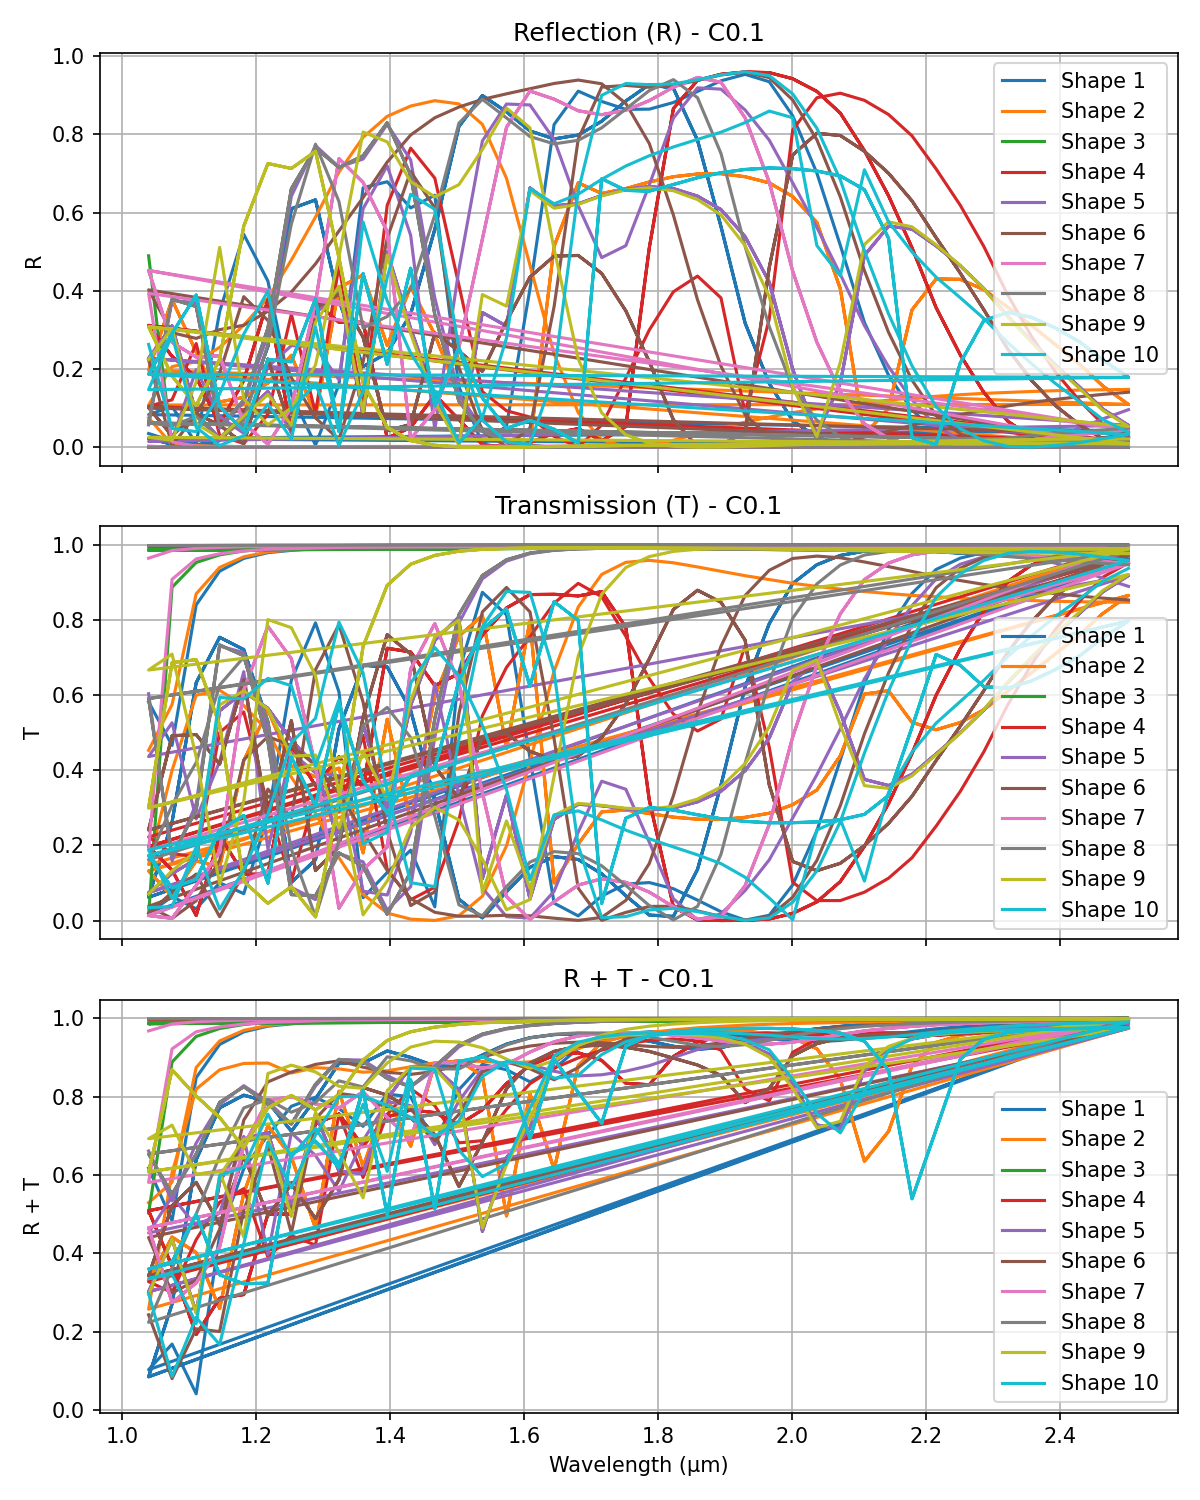 Reflection (R) - C0.1
1.0
0.8
0.6
0.4
0.2
0.0
R
Shape 1
Shape 2
Shape 3
Shape 4
Shape 5
Shape 6
Shape 7
Shape 8
Shape 9
Shape 10
Transmission (T) - C0.1
1.0
0.8
0.6
0.4
0.2
0.0
T
Shape 1
Shape 2
Shape 3
Shape 4
Shape 5
Shape 6
Shape 7
Shape 8
Shape 9
Shape 10
R + T - C0.1
1.0
0.8
0.6
0.4
0.2
0.0
R + T
Shape 1
Shape 2
Shape 3
Shape 4
Shape 5
Shape 6
Shape 7
Shape 8
Shape 9
Shape 10
1.0 1.2 1.4 1.6 1.8 2.0 2.2 2.4
Wavelength (μm)